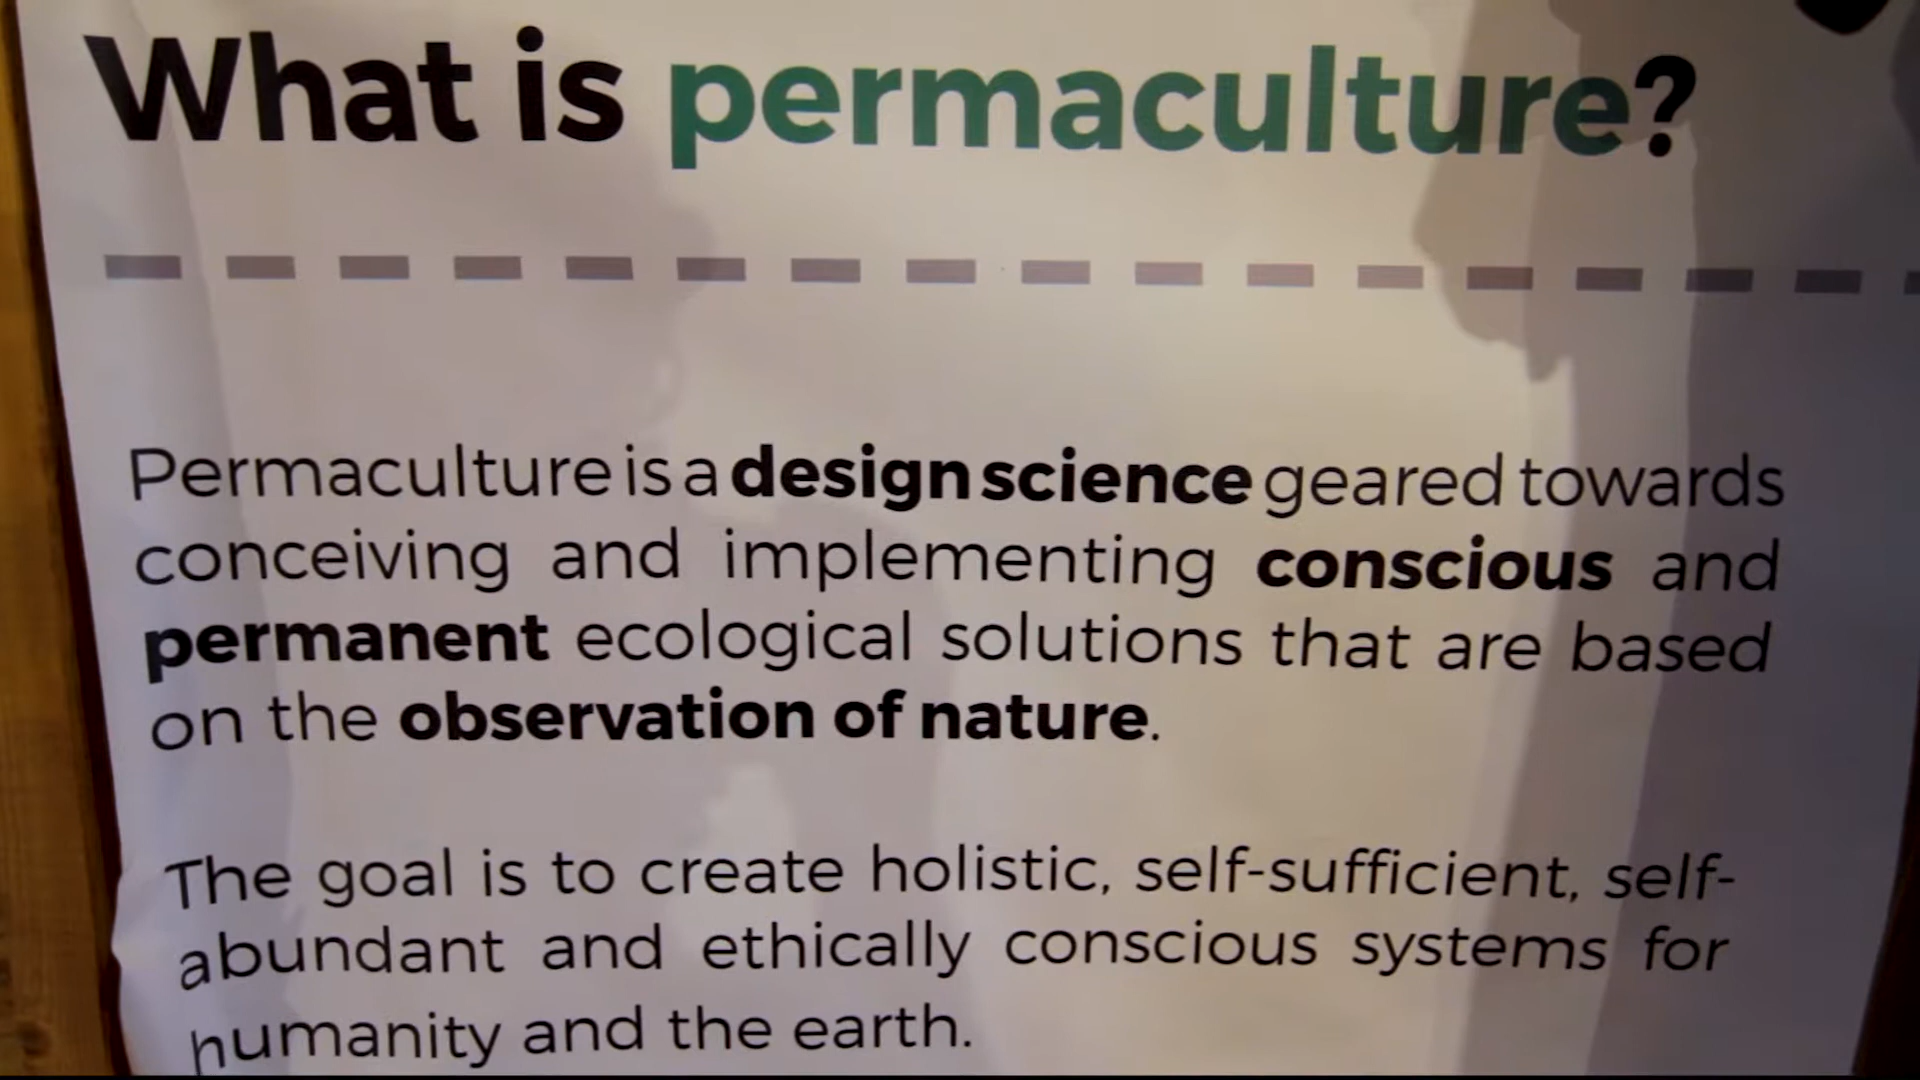 What is permaculture?
Permaculture is a design science geared towards
conceiving and implementing conscious and
permanent ecological solutions that are based
on the observation of nature.
The goal is to create holistic, self-sufficient, self-
abundant and ethically conscious systems for
humanity and the earth.